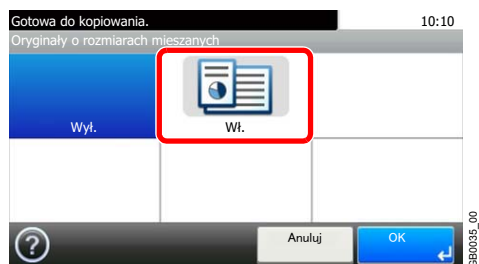 Gotowa do kopiowania. 10:10
Oryginały o rozmiarach mieszanych
Wył. Wł.
? Anuluj OK
GB0035_00